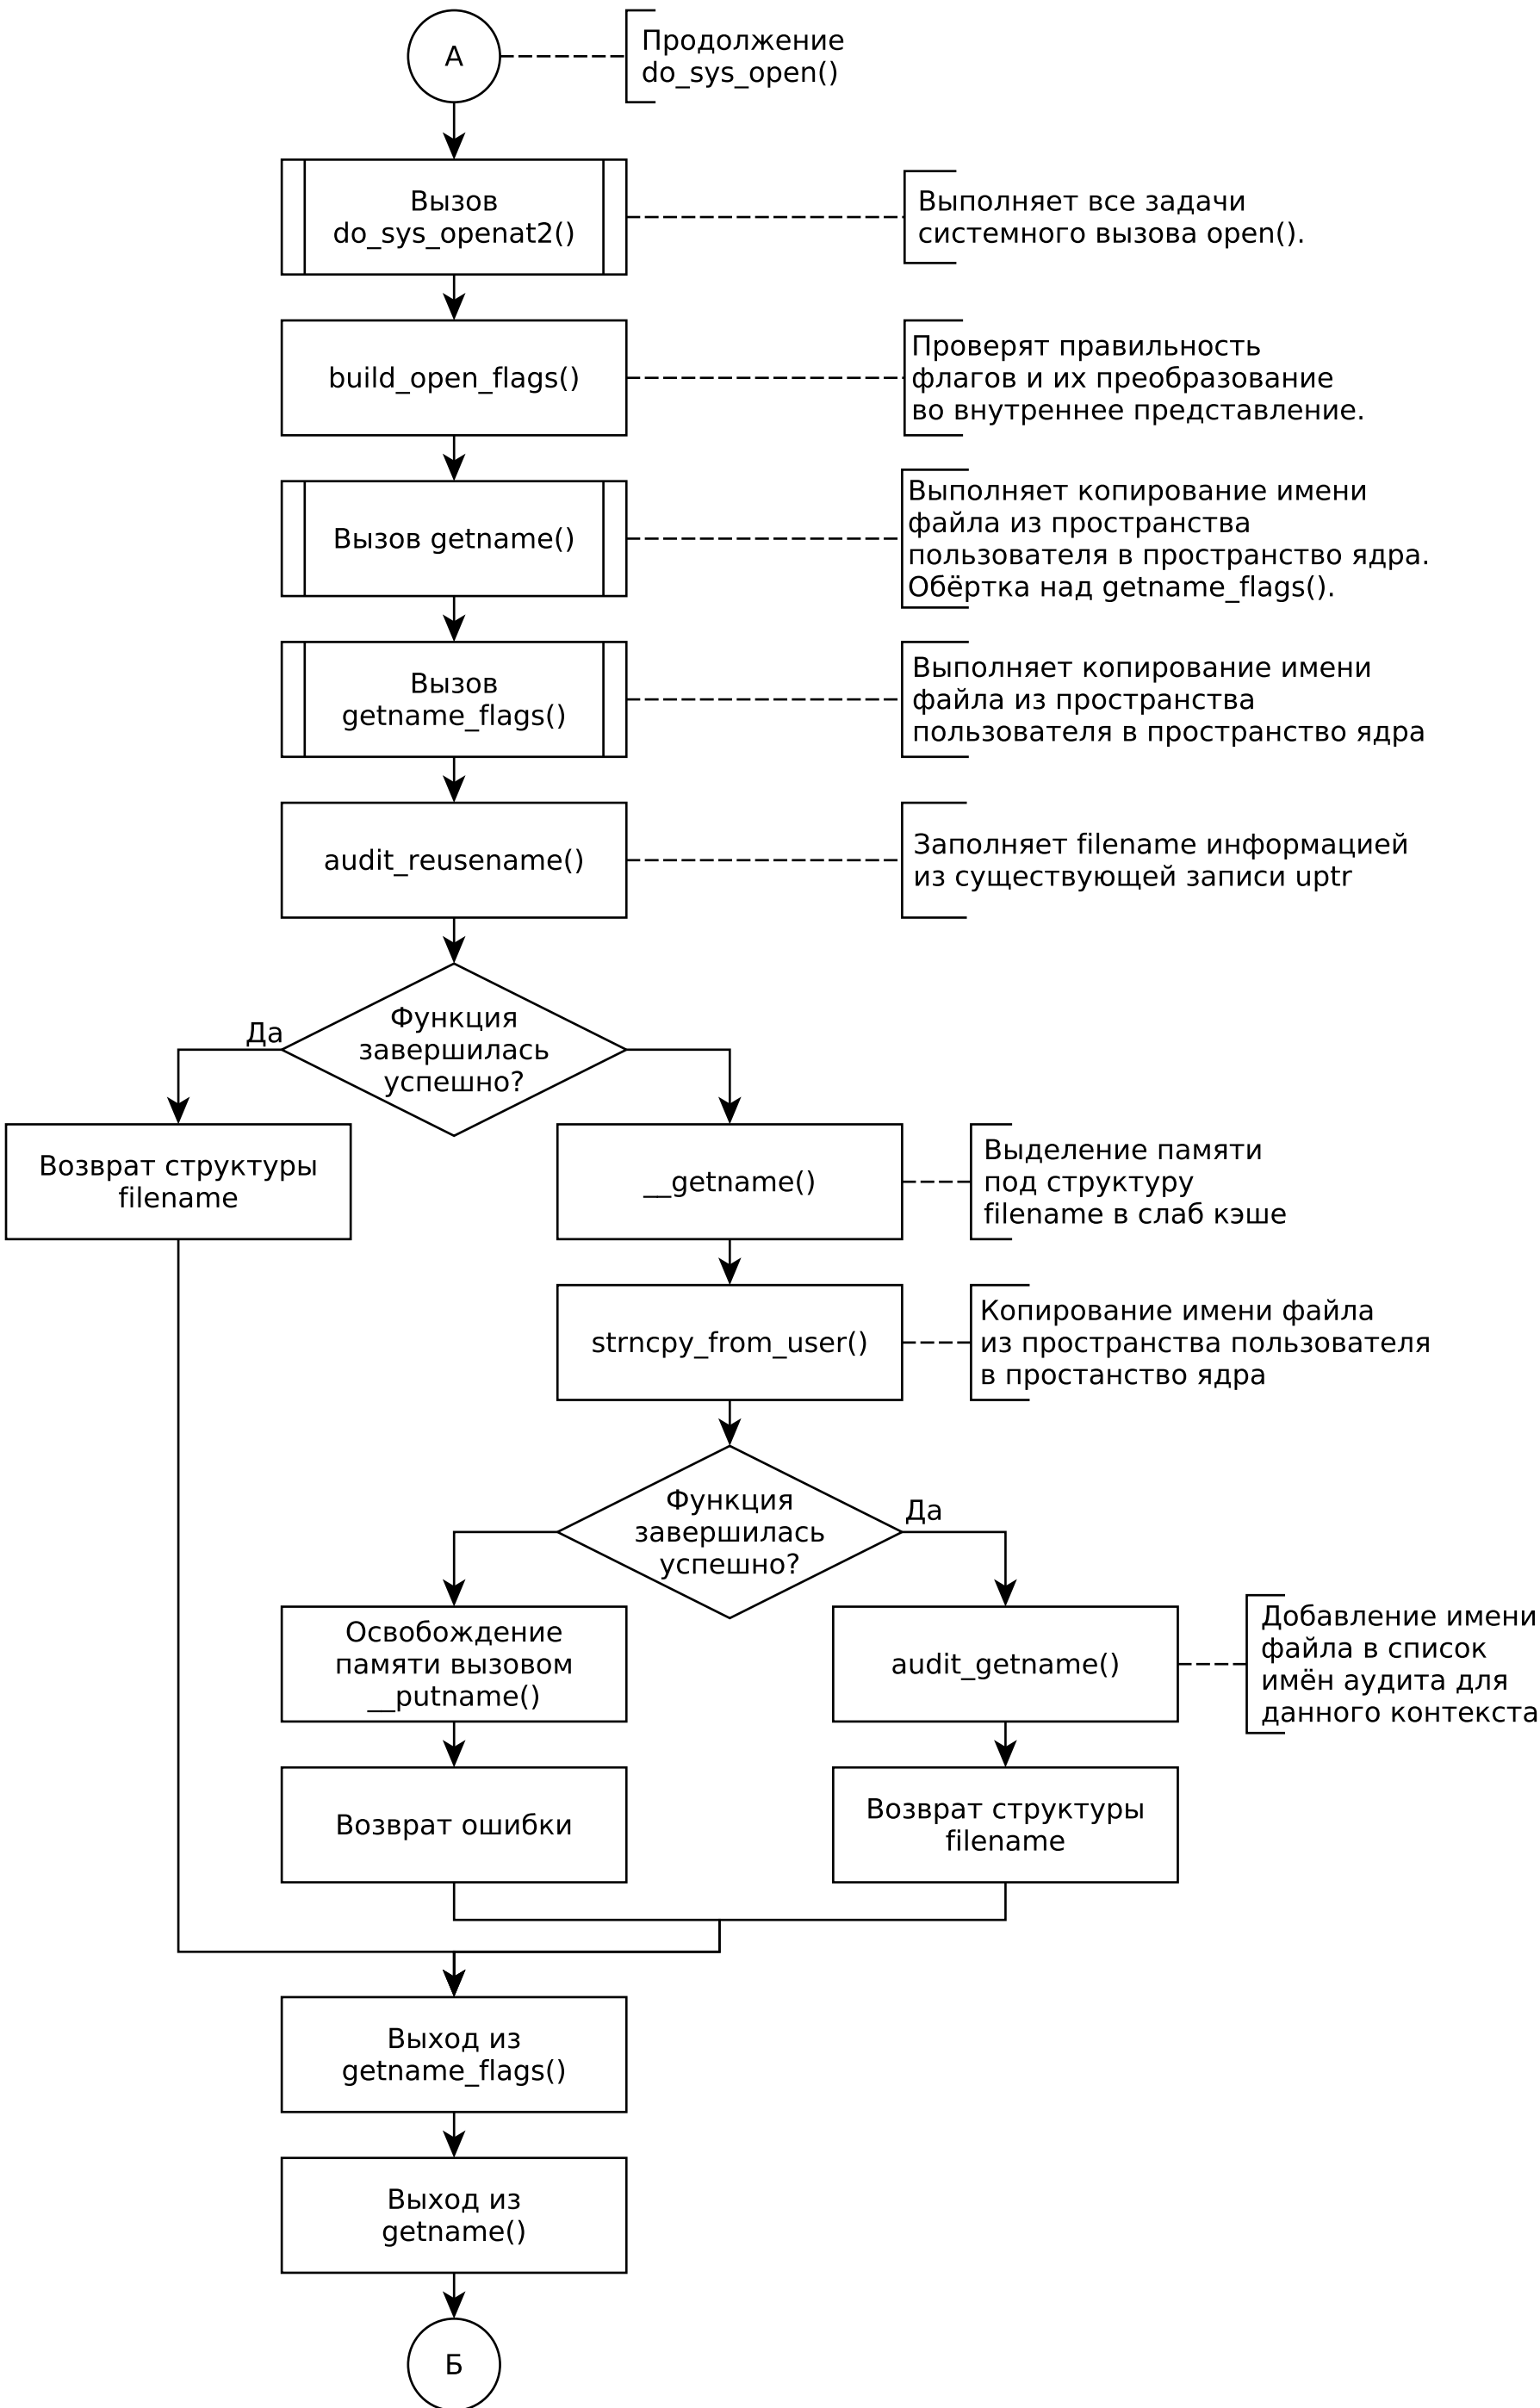 А
Продолжение
do_sys_open()
Вызов
do_sys_openat2()
Выполняет все задачи
системного вызова open().
build_open_flags()
Проверят правильность
флагов и их преобразование
во внутреннее представление.
Вызов getname()
Выполняет копирование имени
файла из пространства
пользователя в пространство ядра.
Обёртка над getname_flags().
Вызов
getname_flags()
Выполняет копирование имени
файла из пространства
пользователя в пространство ядра
audit_reusename()
Заполняет filename информацией
из существующей записи uptr
Функция
завершилась
успешно?
Да
Возврат структуры
filename
__getname()
Выделение памяти
под структуру
filename в слаб кэше
strncpy_from_user()
Копирование имени файла
из пространства пользователя
в простанство ядра
Функция
завершилась
успешно?
Да
Освобождение
памяти вызовом
__putname()
audit_getname()
Добавление имени
файла в список
имён аудита для
данного контекста
Возврат ошибки
Возврат структуры
filename
Выход из
getname_flags()
Выход из
getname()
Б